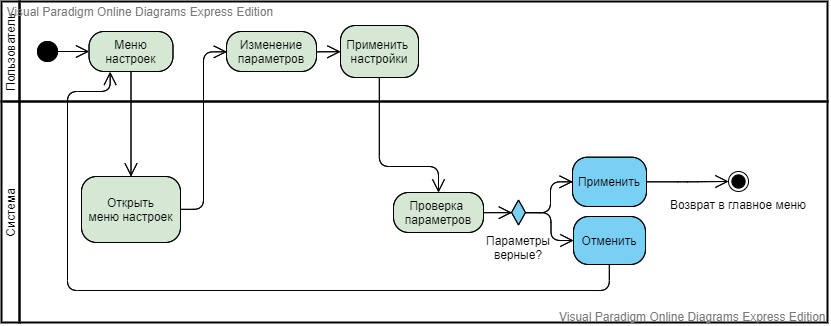 Visual Paradigm Online Diagrams Express Edition
Пользователь
Меню
настроек
Изменение
параметров
Применить
настройки
Система
Открыть
меню настроек
Проверка
параметров
Параметры
верные?
Применить
Отменить
Возврат в главное меню
Visual Paradigm Online Diagrams Express Edition